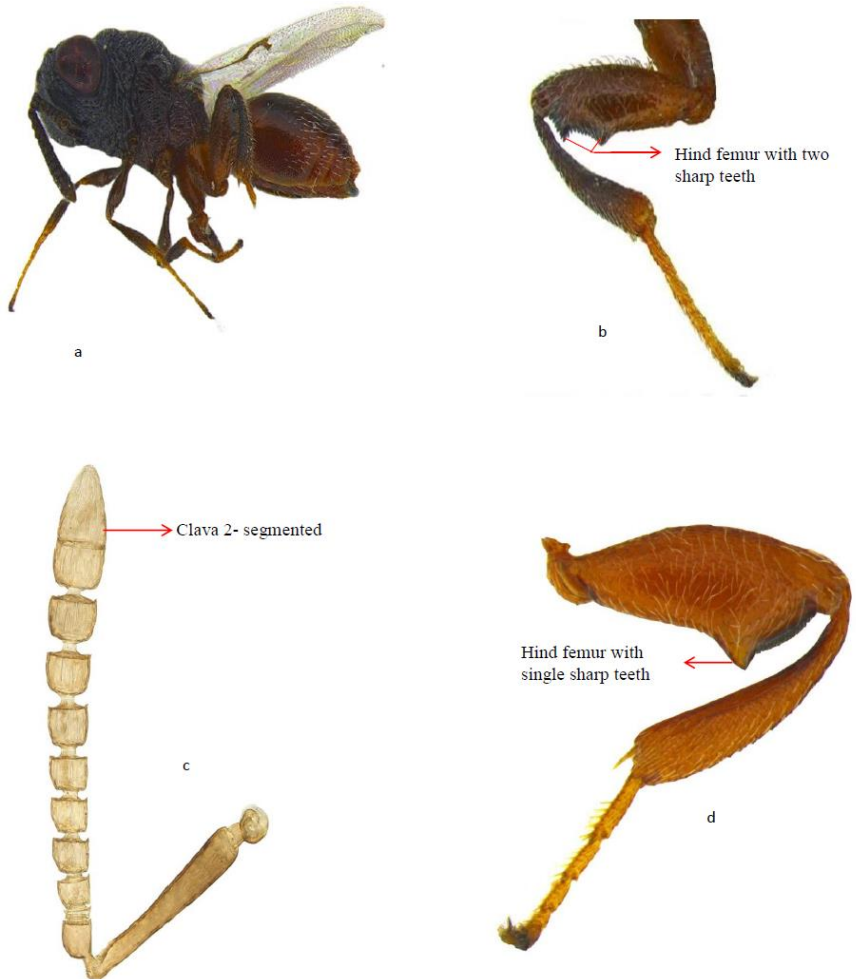 Hind femur with two
sharp teeth
a
b
Clava 2- segmented
Hind femur with
single sharp teeth
c
d